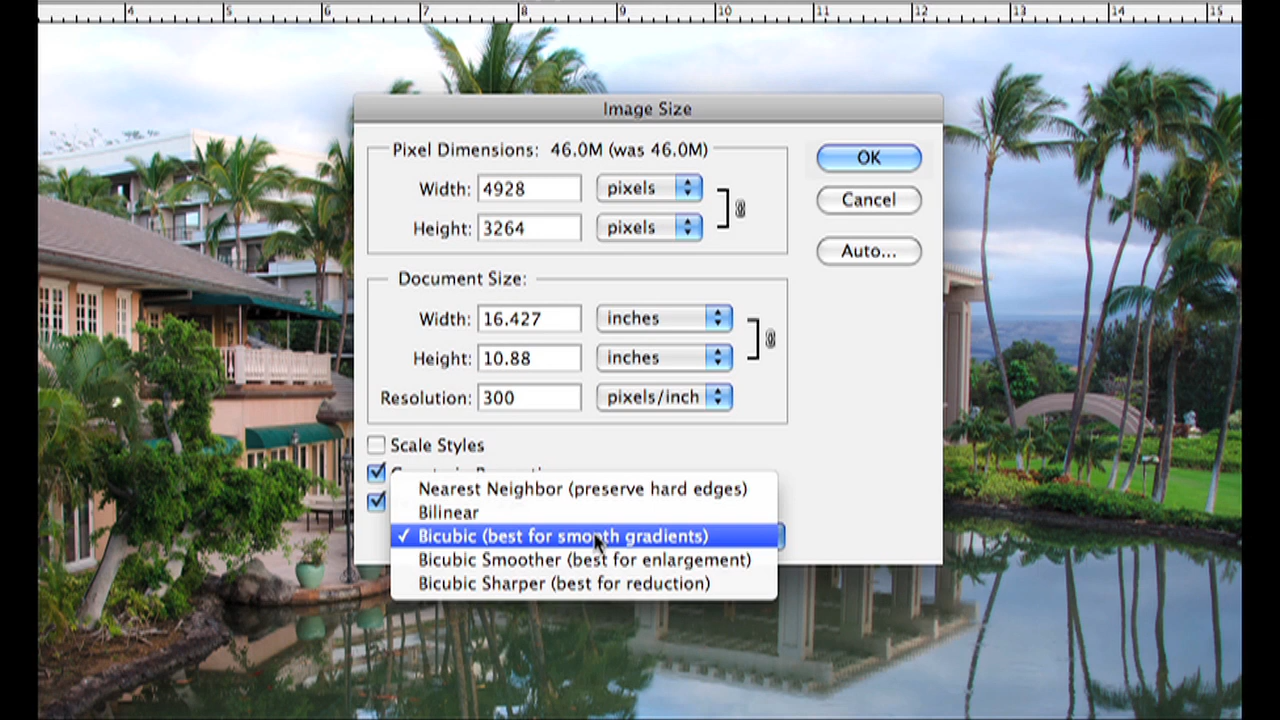 4 5 6 7 8 9 10 11 12 13 14 15
Image Size
Pixel Dimensions: 46.0M (was 46.0M)
Width: 4928 pixels
Height: 3264 pixels
OK
Cancel
Auto...
Document Size:
Width: 16.427 inches
Height: 10.88 inches
Resolution: 300 pixels/inch
Scale Styles
Nearest Neighbor (preserve hard edges)
Bilinear
✓ Bicubic (best for smooth gradients)
Bicubic Smoother (best for enlargement)
Bicubic Sharper (best for reduction)